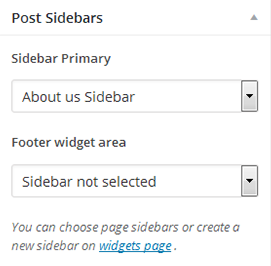 Post Sidebars
Sidebar Primary
About us Sidebar
Footer widget area
Sidebar not selected
You can choose page sidebars or create a
new sidebar on widgets page .